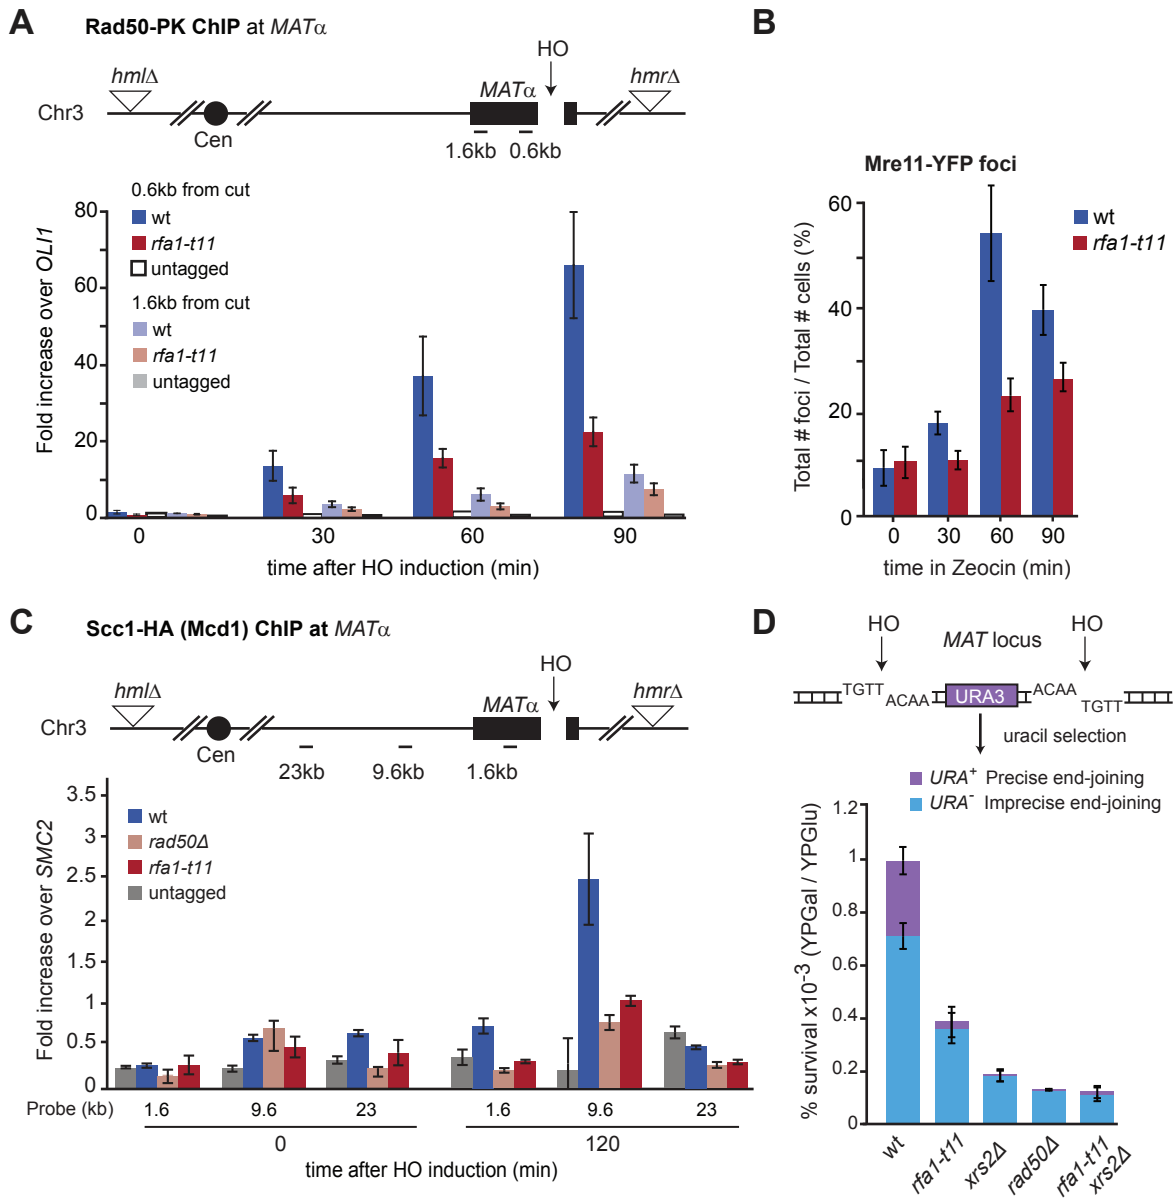 A
Rad50-PK ChIP at MATα
HO
hmlΔ
MATα
hmrΔ
Chr3
Cen
1.6kb
0.6kb
0.6kb from cut
wt
rfa1-t11
untagged
1.6kb from cut
wt
rfa1-t11
untagged
Fold increase over OLI1
80
60
40
20
0
0
30
60
90
time after HO induction (min)
B
Mre11-YFP foci
wt
rfa1-t11
Total # foci / Total # cells (%)
60
40
20
0
0
30
60
90
time in Zeocin (min)
C
Scc1-HA (Mcd1) ChIP at MATα
HO
hmlΔ
MATα
hmrΔ
Chr3
Cen
23kb
9.6kb
1.6kb
wt
rad50Δ
rfa1-t11
untagged
Fold increase over SMC2
3.5
3
2.5
2
1.5
1
0.5
0
Probe (kb)
1.6
9.6
23
1.6
9.6
23
0
120
time after HO induction (min)
D
HO
MAT locus
HO
TGTT
ACAA
URA3
ACAA
TGTT
uracil selection
URA+ Precise end-joining
URA- Imprecise end-joining
% survival x10-3 (YPGal / YPGlu)
1.2
1
0.8
0.6
0.4
0.2
0
wt
rfa1-t11
xrs2Δ
rad50Δ
rfa1-t11
xrs2Δ